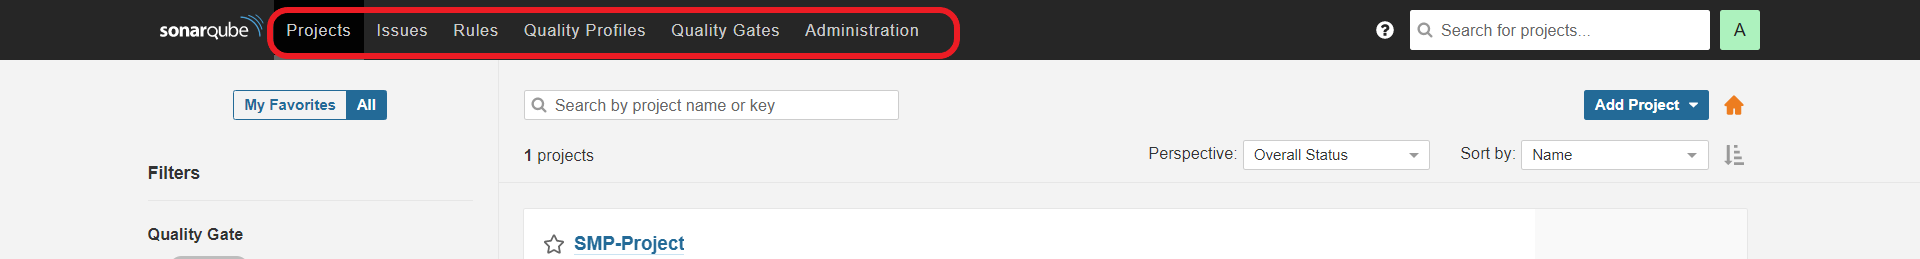 sonarqube Projects Issues Rules Quality Profiles Quality Gates Administration ? Search for projects... A
My Favorites All Search by project name or key Add Project
1 projects Perspective: Overall Status Sort by: Name
Filters
Quality Gate
SMP-Project